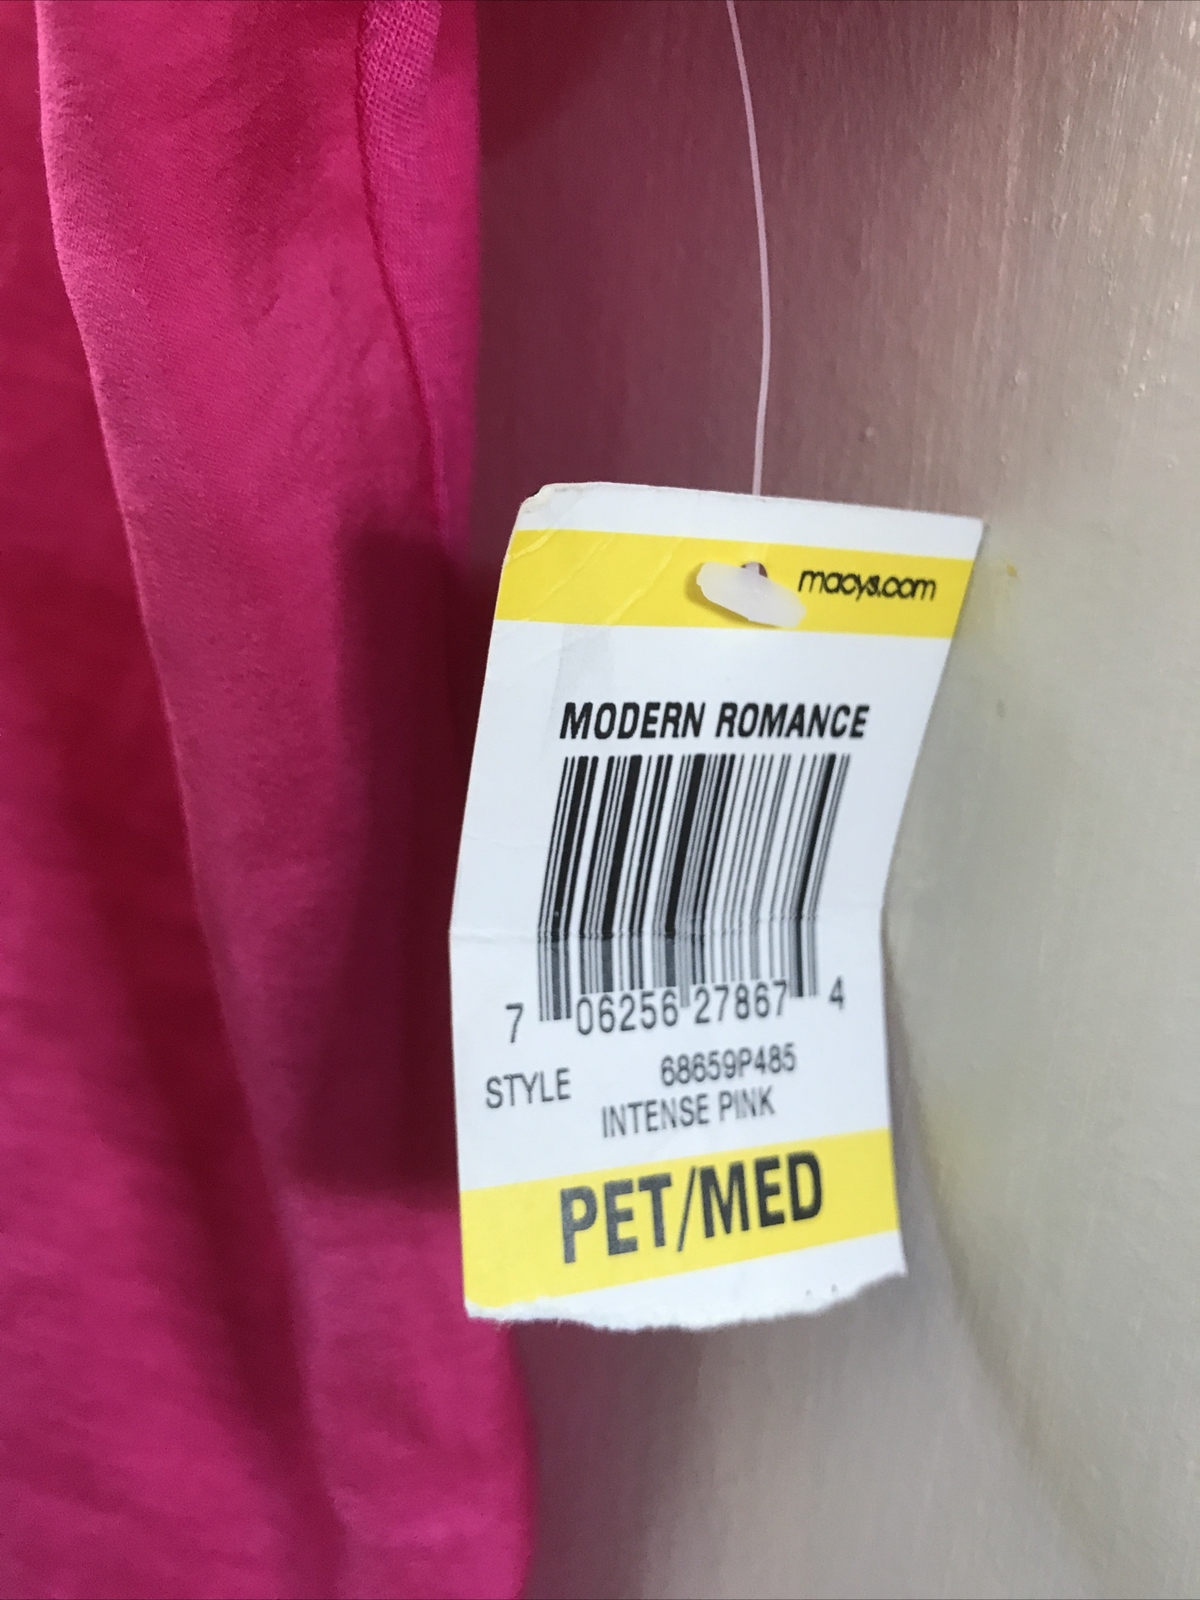 macys.com
MODERN ROMANCE
7 06256 27867 4
STYLE 68659P485
INTENSE PINK
PET/MED